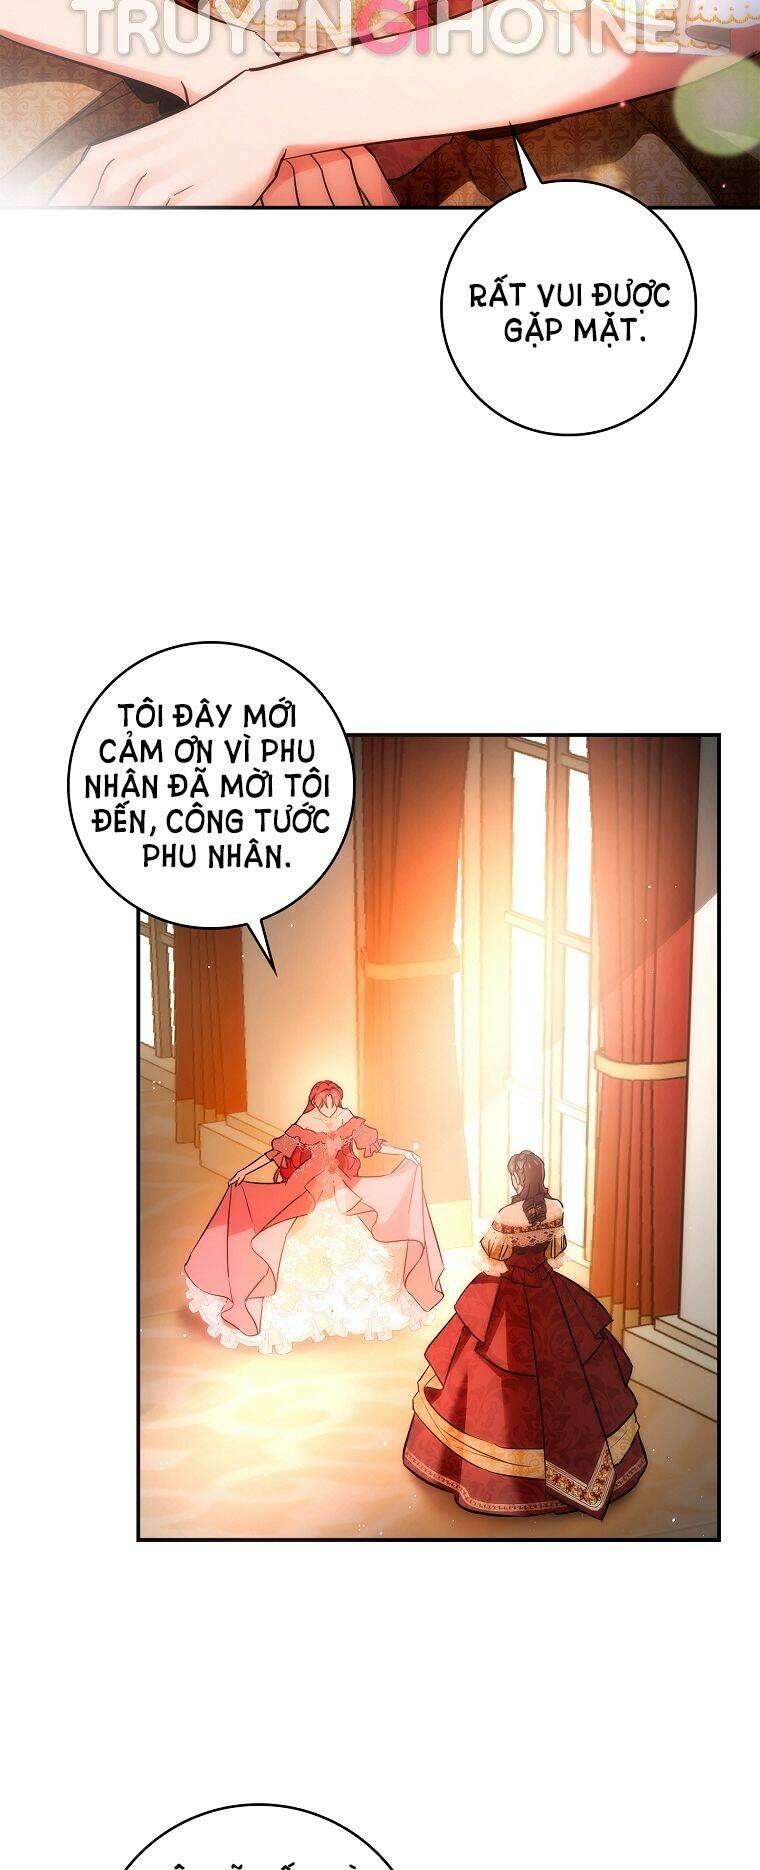 TRUYENGIHOTNE
RẤT VUI ĐƯỢC
GẶP MẶT.
TÔI ĐÂY MỚI
CẢM ƠN VÌ PHU
NHÂN ĐÃ MỜI TÔI
ĐẾN, CÔNG TƯỚC
PHU NHÂN.